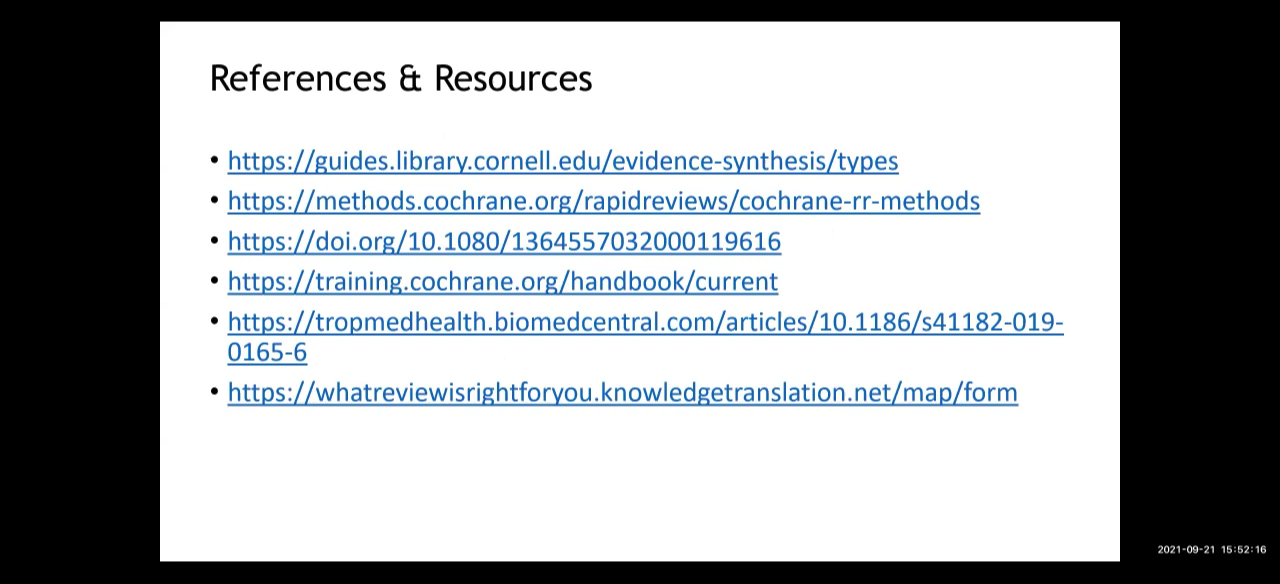 References & Resources
• https://guides.library.cornell.edu/evidence-synthesis/types
• https://methods.cochrane.org/rapidreviews/cochrane-rr-methods
• https://doi.org/10.1080/1364557032000119616
• https://training.cochrane.org/handbook/current
• https://tropmedhealth.biomedcentral.com/articles/10.1186/s41182-019-
0165-6
• https://whatreviewisrightforyou.knowledgetranslation.net/map/form
2021-09-21 15:52:16